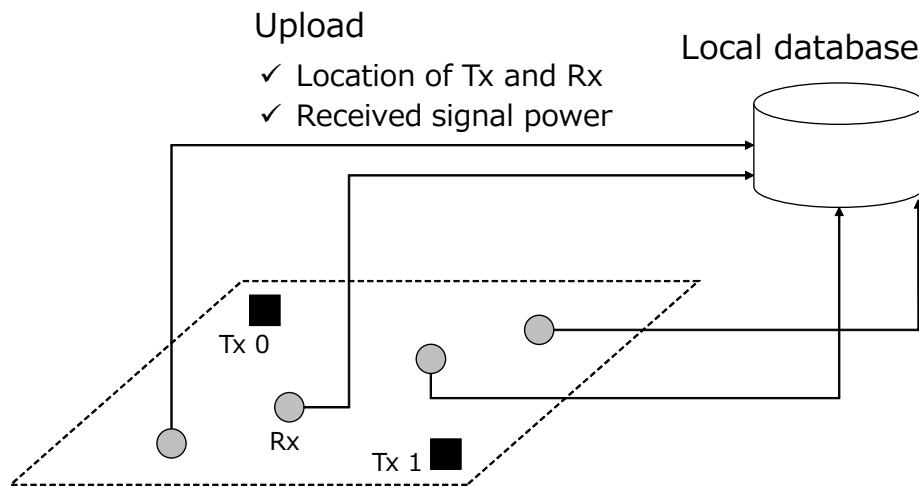 Upload
✓ Location of Tx and Rx
✓ Received signal power
Local database
Tx 0
Rx
Tx 1